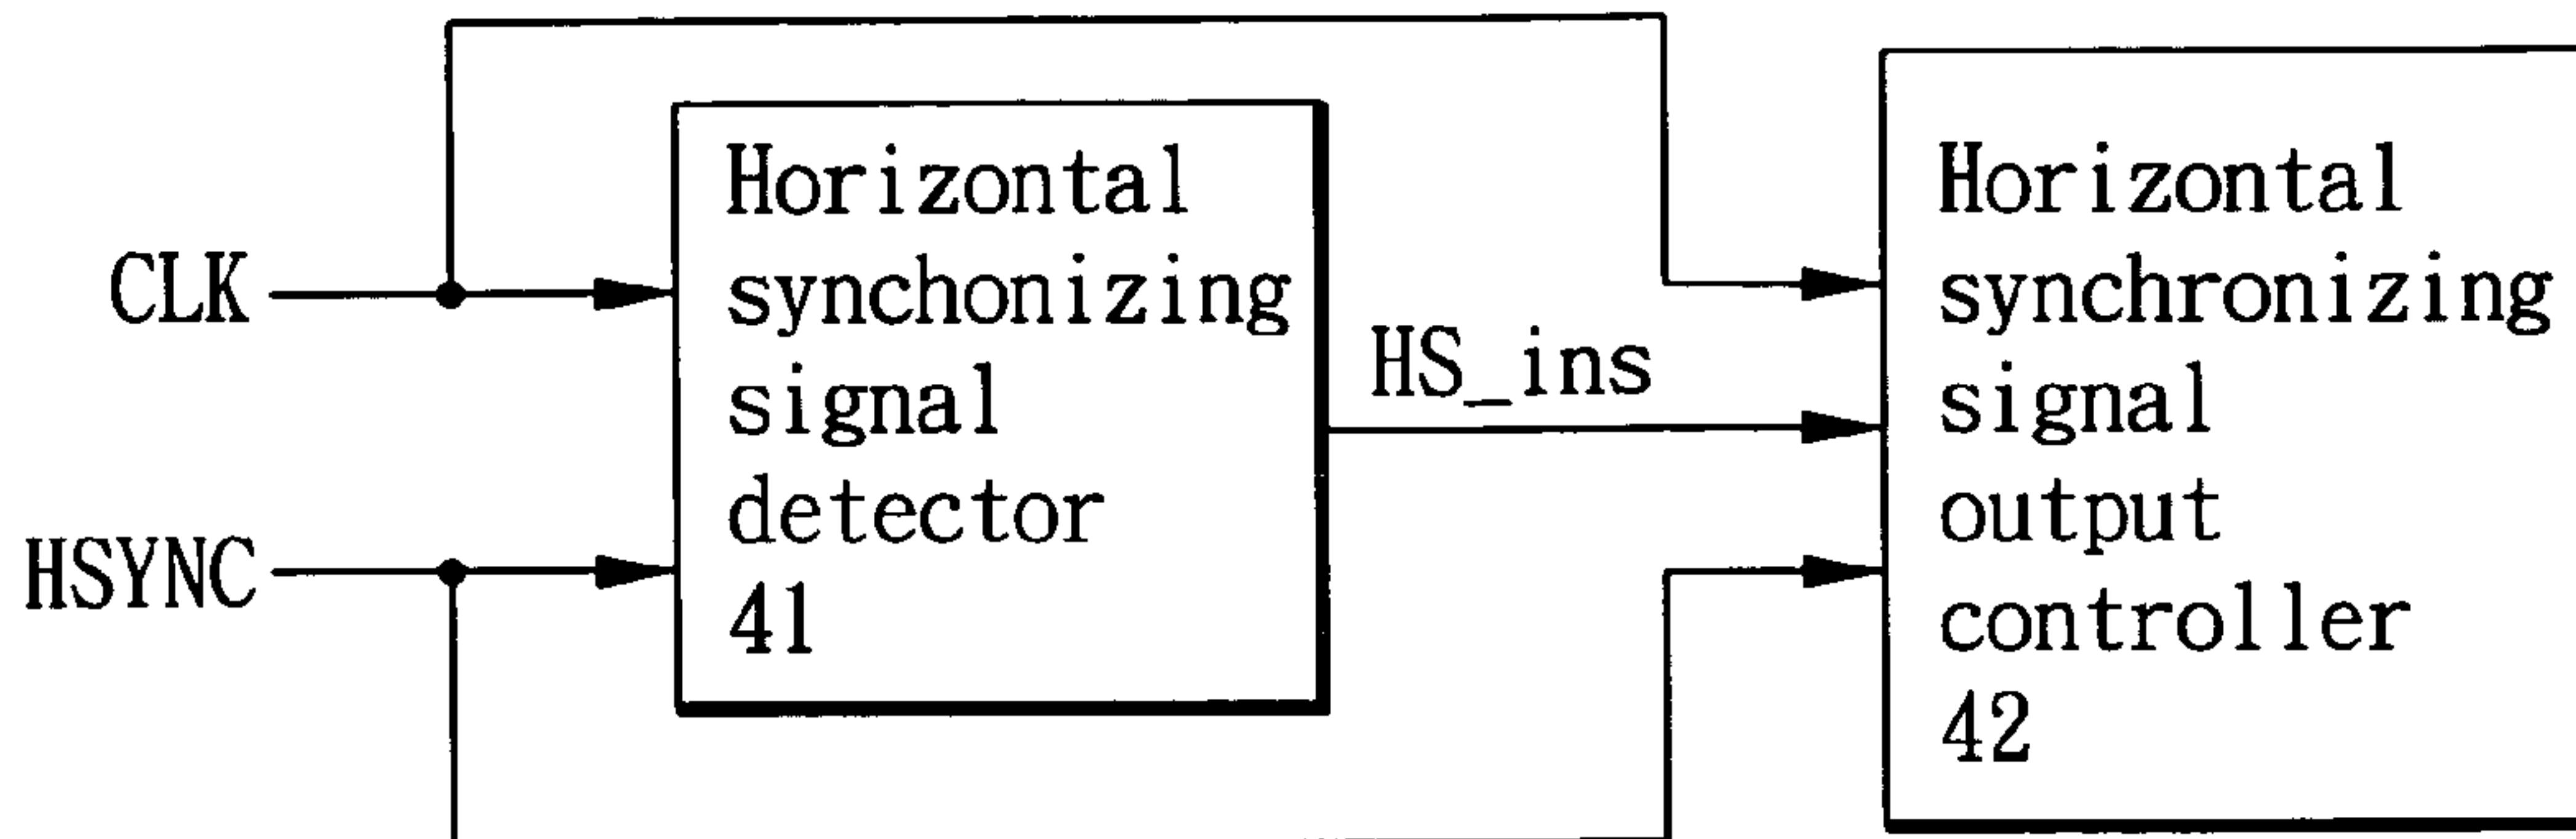 CLK
HSYNC
Horizontal
synchonizing
signal
detector
41
HS_ins
Horizontal
synchronizing
signal
output
controller
42